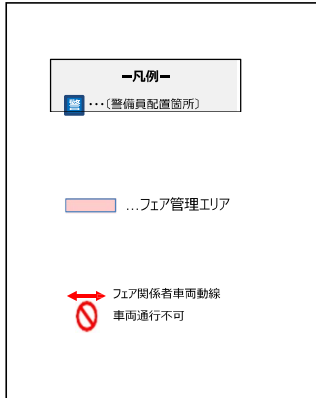 ー凡例ー
警 ・・・〔警備員配置箇所〕
…フェア管理エリア
フェア関係者車両動線
車両通行不可